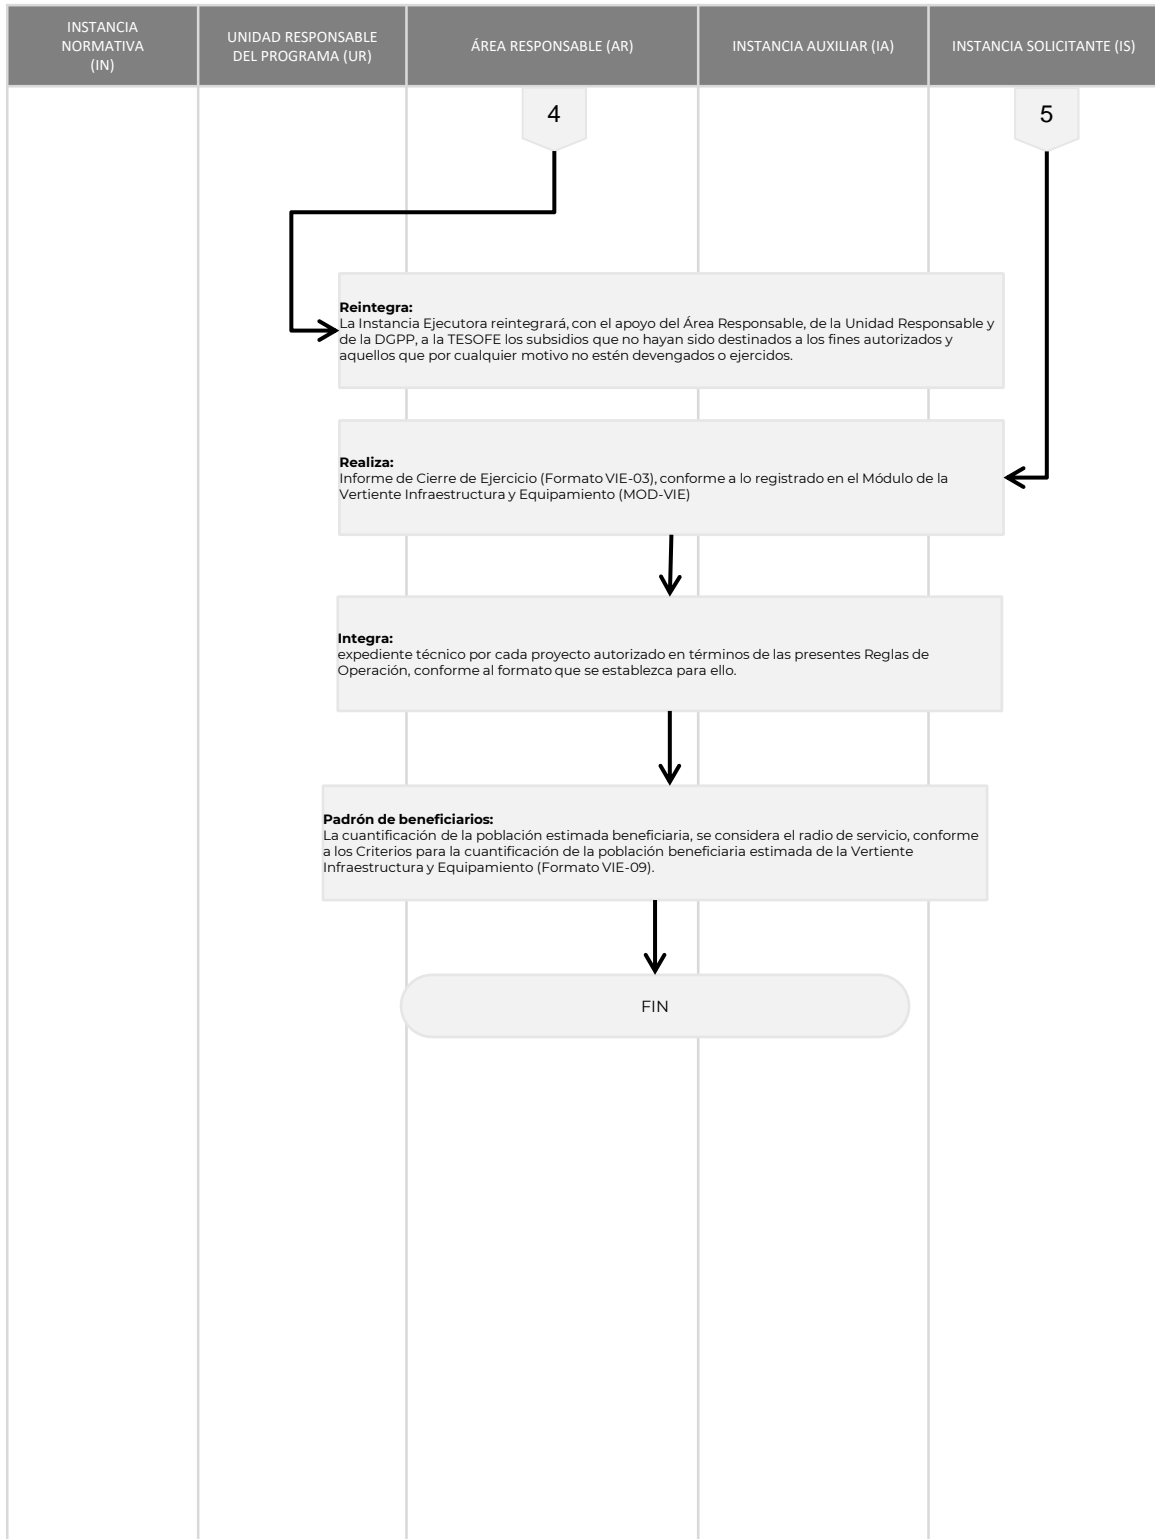 INSTANCIA
NORMATIVA
(IN)
UNIDAD RESPONSABLE
DEL PROGRAMA (UR)
ÁREA RESPONSABLE (AR)
INSTANCIA AUXILIAR (IA)
INSTANCIA SOLICITANTE (IS)
4
5
Reintegra:
La Instancia Ejecutora reintegrará, con el apoyo del Área Responsable, de la Unidad Responsable y
de la DGPP, a la TESOFE los subsidios que no hayan sido destinados a los fines autorizados y
aquellos que por cualquier motivo no estén devengados o ejercidos.
Realiza:
Informe de Cierre de Ejercicio (Formato VIE-03), conforme a lo registrado en el Módulo de la
Vertiente Infraestructura y Equipamiento (MOD-VIE)
Integra:
expediente técnico por cada proyecto autorizado en términos de las presentes Reglas de
Operación, conforme al formato que se establezca para ello.
Padrón de beneficiarios:
La cuantificación de la población estimada beneficiaria, se considera el radio de servicio, conforme
a los Criterios para la cuantificación de la población beneficiaria estimada de la Vertiente
Infraestructura y Equipamiento (Formato VIE-09).
FIN